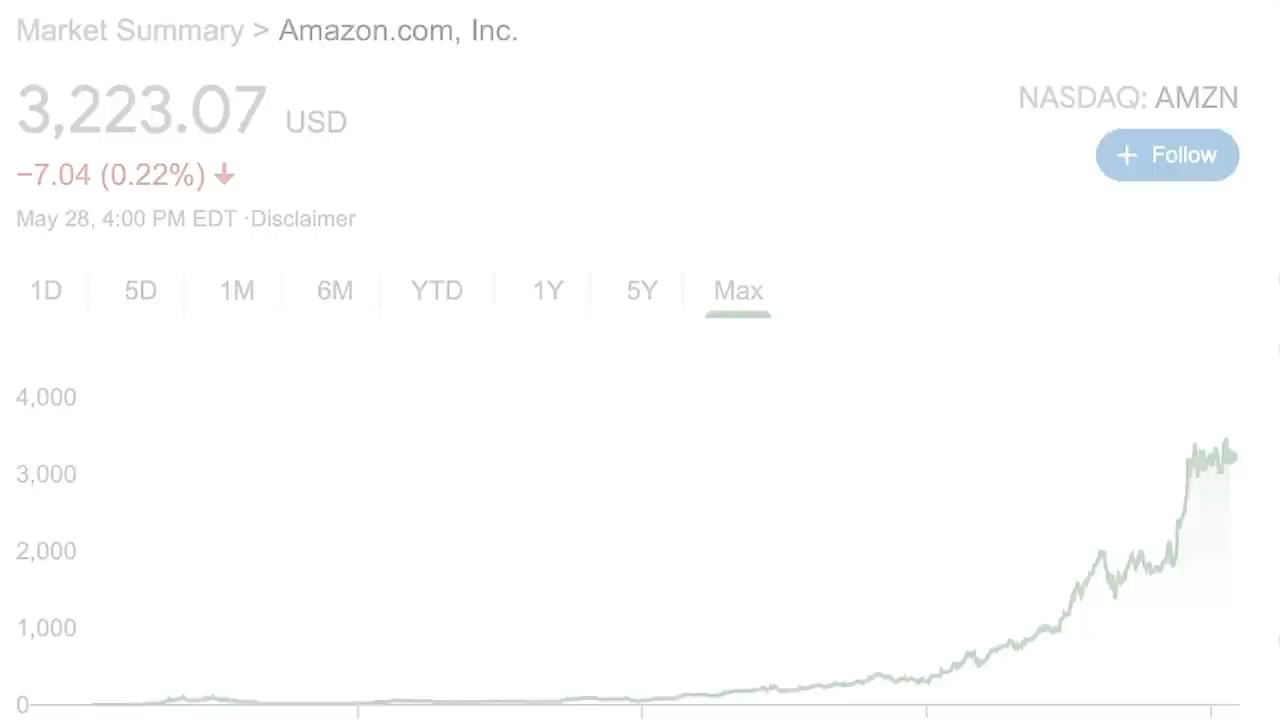 Market Summary > Amazon.com, Inc.
3,223.07 USD
NASDAQ: AMZN
−7.04 (0.22%)
+ Follow
May 28, 4:00 PM EDT ·Disclaimer
1D 5D 1M 6M YTD 1Y 5Y Max
4,000
3,000
2,000
1,000
0